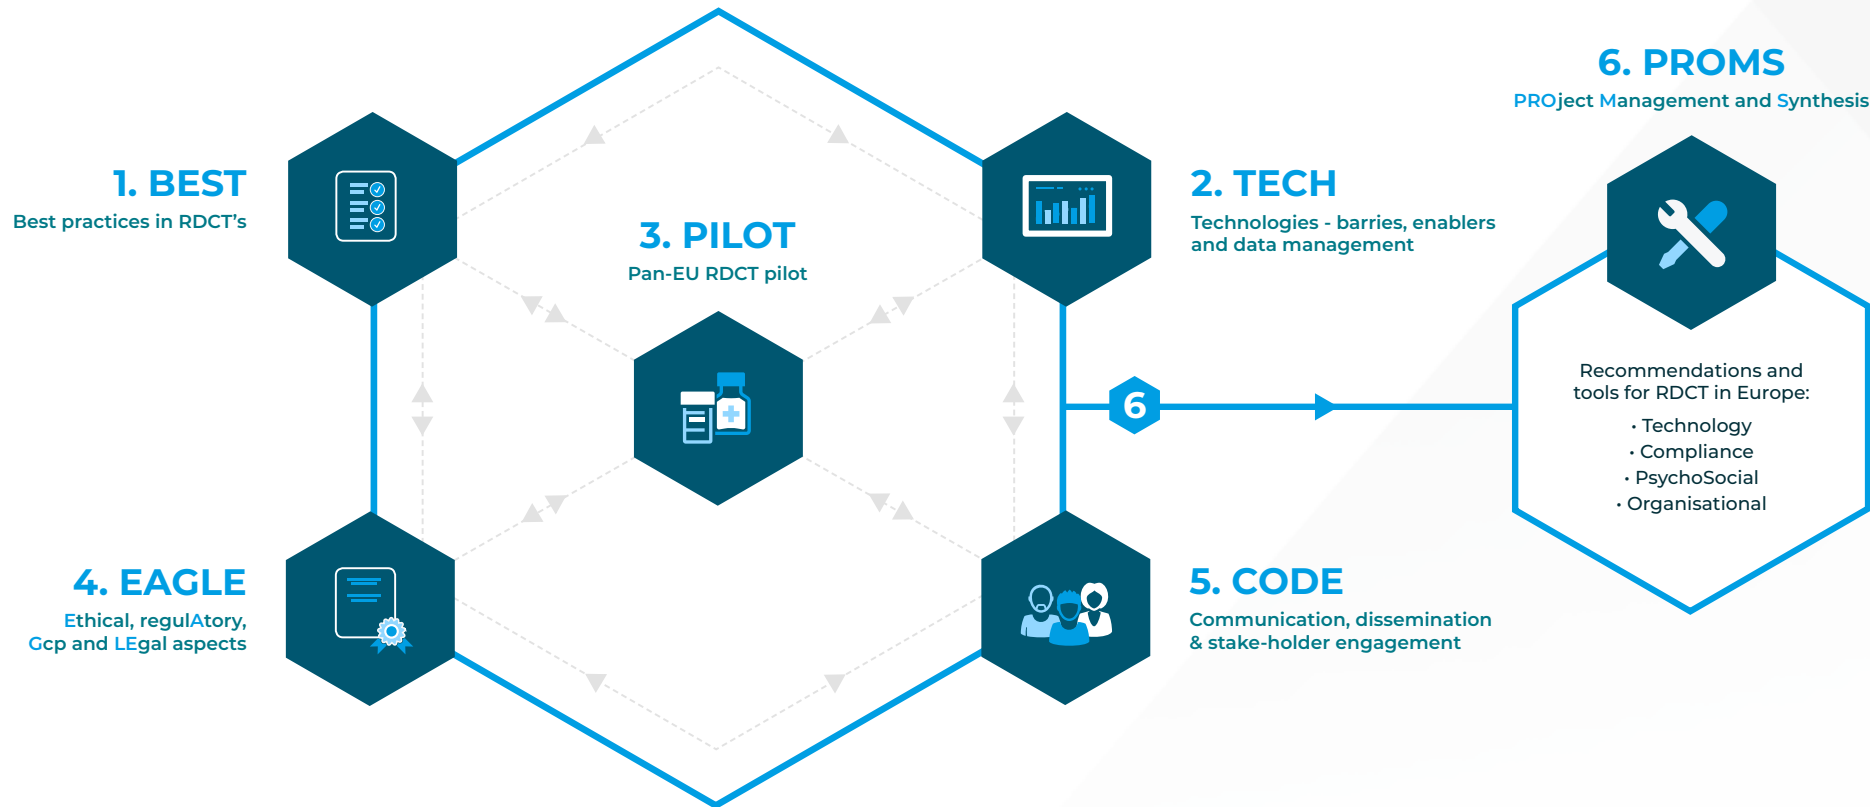 1. BEST
Best practices in RDCT's
2. TECH
Technologies - barries, enablers
and data management
3. PILOT
Pan-EU RDCT pilot
4. EAGLE
Ethical, regulAtory,
Gcp and LEgal aspects
5. CODE
Communication, dissemination
& stake-holder engagement
6
6. PROMS
PROject Management and Synthesis
Recommendations and
tools for RDCT in Europe:
• Technology
• Compliance
• PsychoSocial
• Organisational